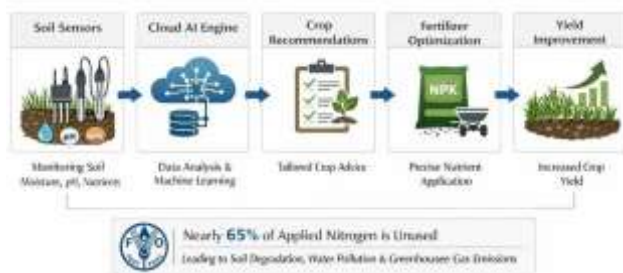 Soil Sensors
Cloud AI Engine
Crop
Recommendations
Fertilizer
Optimization
Yield
Improvement
NPK
Monitoring Soil
Moisture, pH, Nutrients
Data Analysis &
Machine Learning
Tailored Crop Advice
Precise Nutrient
Application
Increased Crop
Yield
F O
Nearly 65% of Applied Nitrogen is Unused
Leading to Soil Degradation, Water Pollution & Greenhousee Gas Emissions